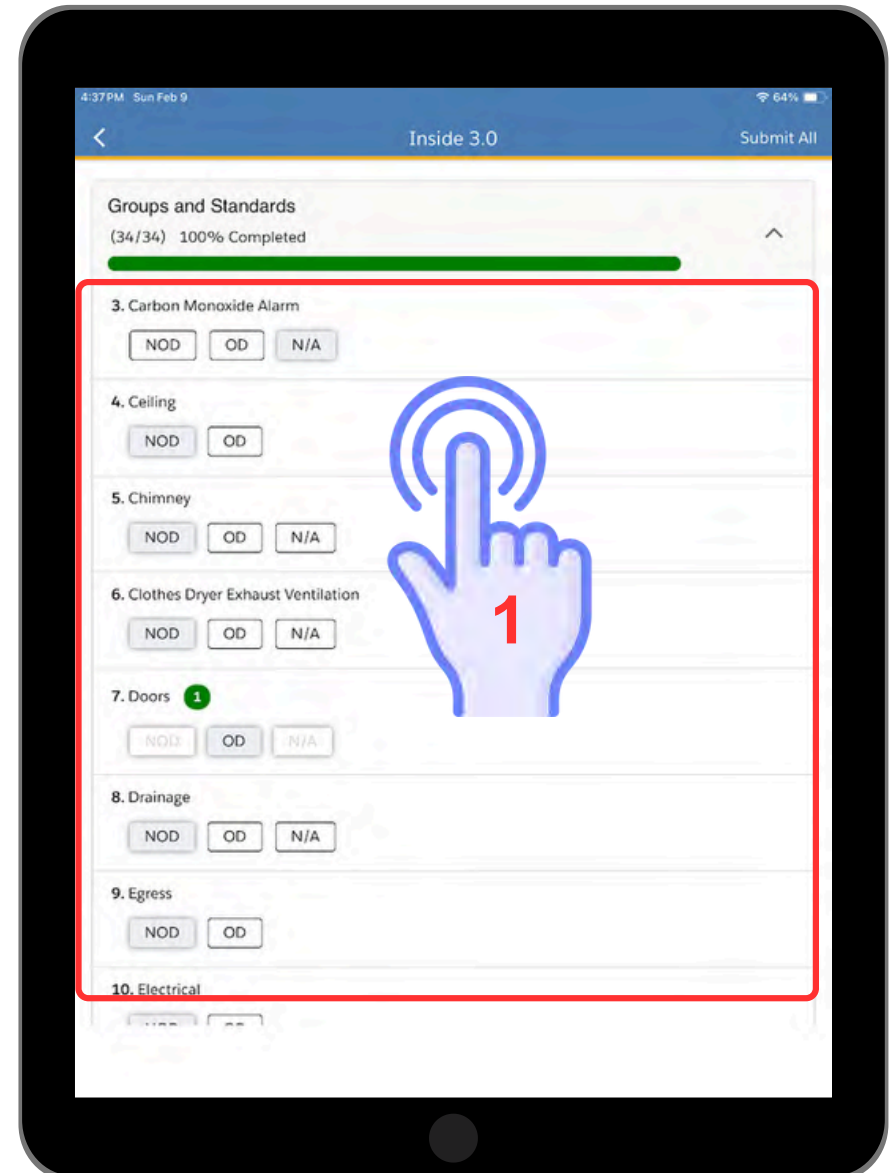 4:37PM Sun Feb 9 64%
Inside 3.0 Submit All
Groups and Standards
(34/34) 100% Completed
3. Carbon Monoxide Alarm
NOD OD N/A
4. Ceiling
NOD OD
5. Chimney
NOD OD N/A
6. Clothes Dryer Exhaust Ventilation
NOD OD N/A
1
7. Doors 1
NOD OD N/A
8. Drainage
NOD OD N/A
9. Egress
NOD OD
10. Electrical